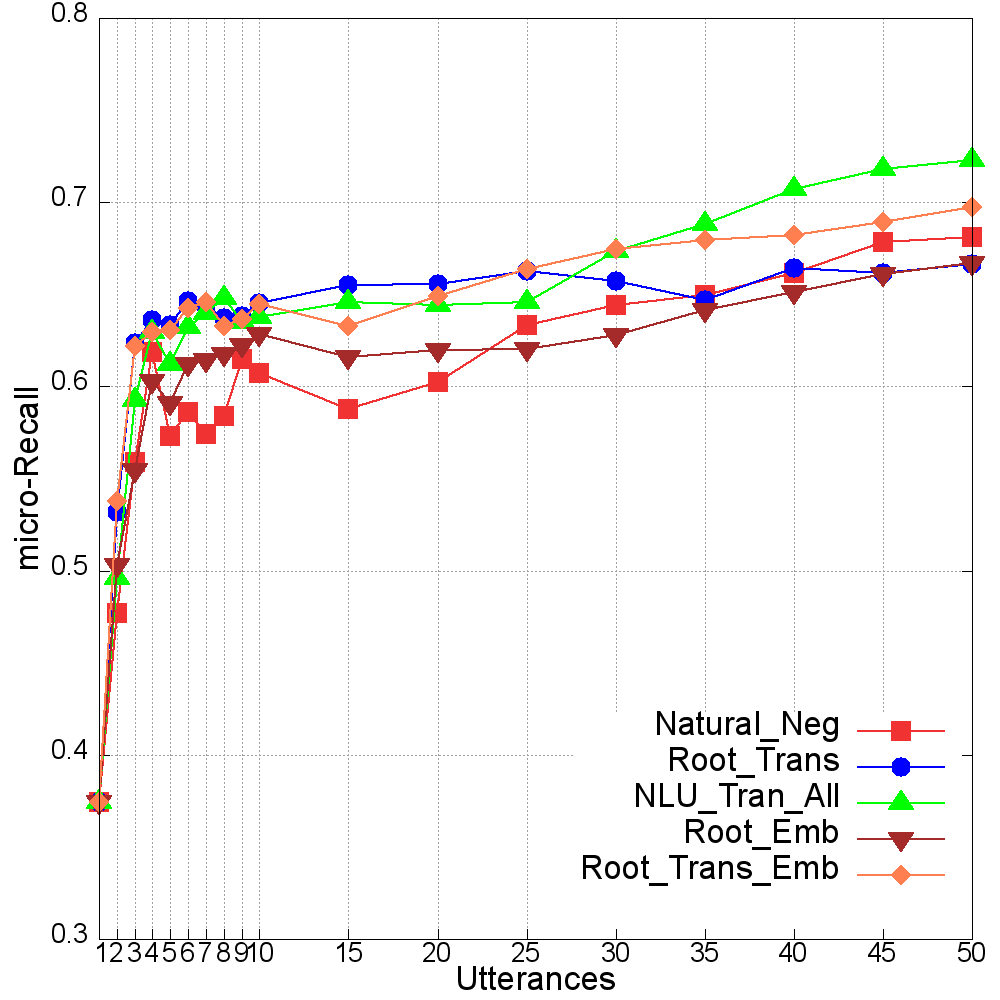 0.8
0.7
0.6
0.5
0.4
0.3
micro-Recall
Natural_Neg
Root_Trans
NLU_Tran_All
Root_Emb
Root_Trans_Emb
1 2 3 4 5 6 7 8 9 10 15 20 25 30 35 40 45 50
Utterances